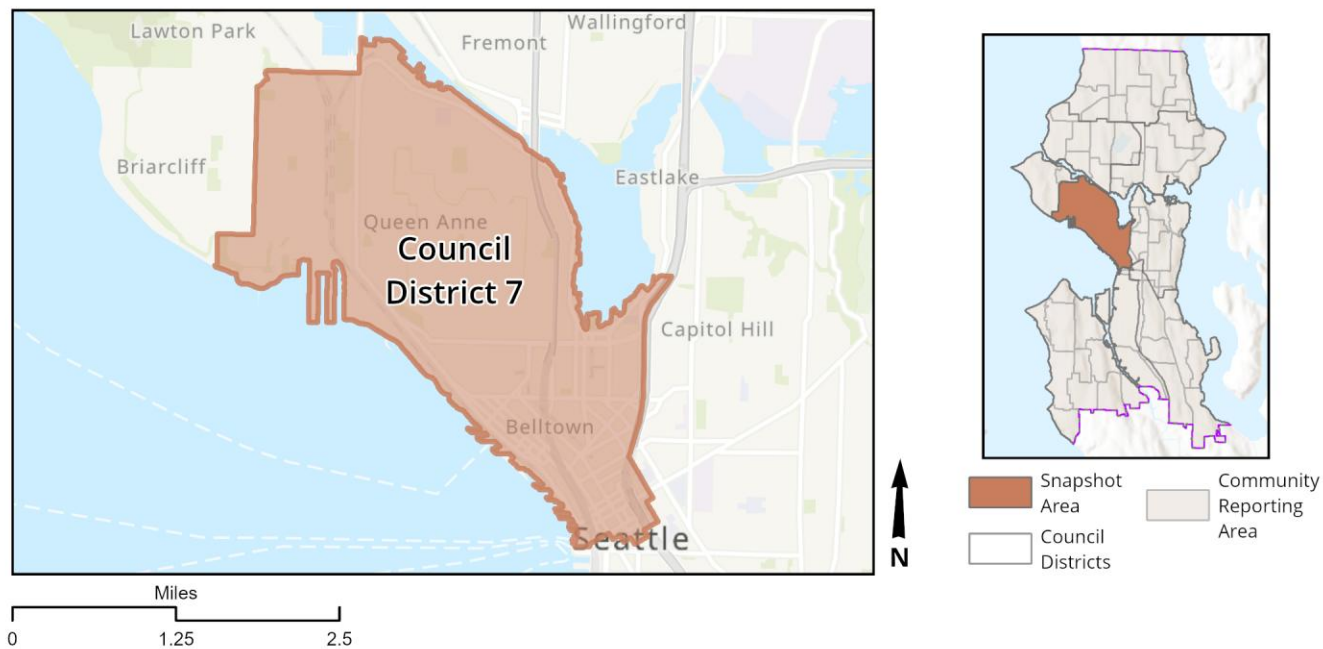 Lawton Park
Wallingford
Fremont
Briarcliff
Eastlake
Queen Anne
Council
District 7
Capitol Hill
Belltown
Seattle
N
Miles
0 1.25 2.5
Snapshot
Area
Council
Districts
Community
Reporting
Area